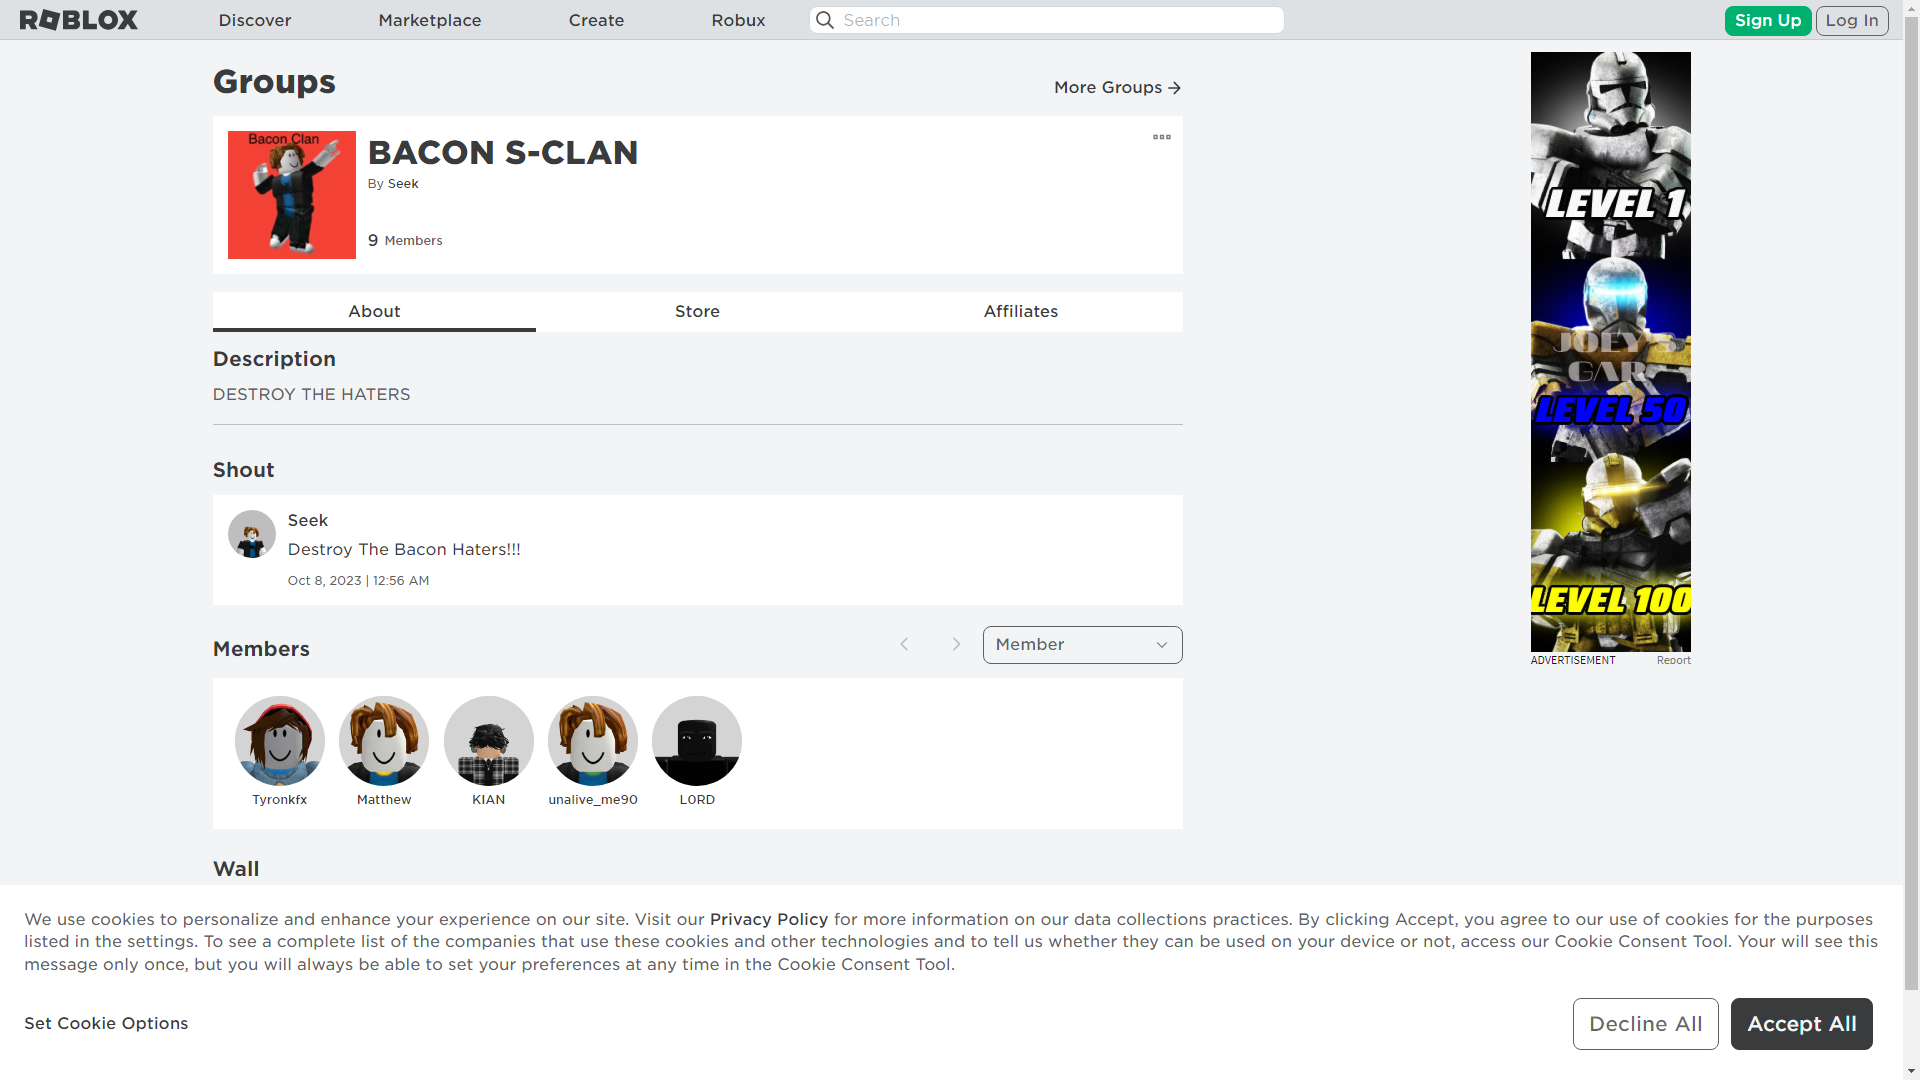 ROBLOX
Discover
Marketplace
Create
Robux
Search
Sign Up
Log In
Groups
More Groups
Bacon Clan
BACON S-CLAN
By Seek
9 Members
About
Store
Affiliates
Description
DESTROY THE HATERS
Shout
Seek
Destroy The Bacon Haters!!!
Oct 8, 2023 | 12:56 AM
Members
Member
Tyronkfx
Matthew
KIAN
unalive_me90
L0RD
Wall
LEVEL 1
JOEY'S
GAR
LEVEL 50
LEVEL 100
ADVERTISEMENT
Report
We use cookies to personalize and enhance your experience on our site. Visit our Privacy Policy for more information on our data collections practices. By clicking Accept, you agree to our use of cookies for the purposes
listed in the settings. To see a complete list of the companies that use these cookies and other technologies and to tell us whether they can be used on your device or not, access our Cookie Consent Tool. Your will see this
message only once, but you will always be able to set your preferences at any time in the Cookie Consent Tool.
Set Cookie Options
Decline All
Accept All